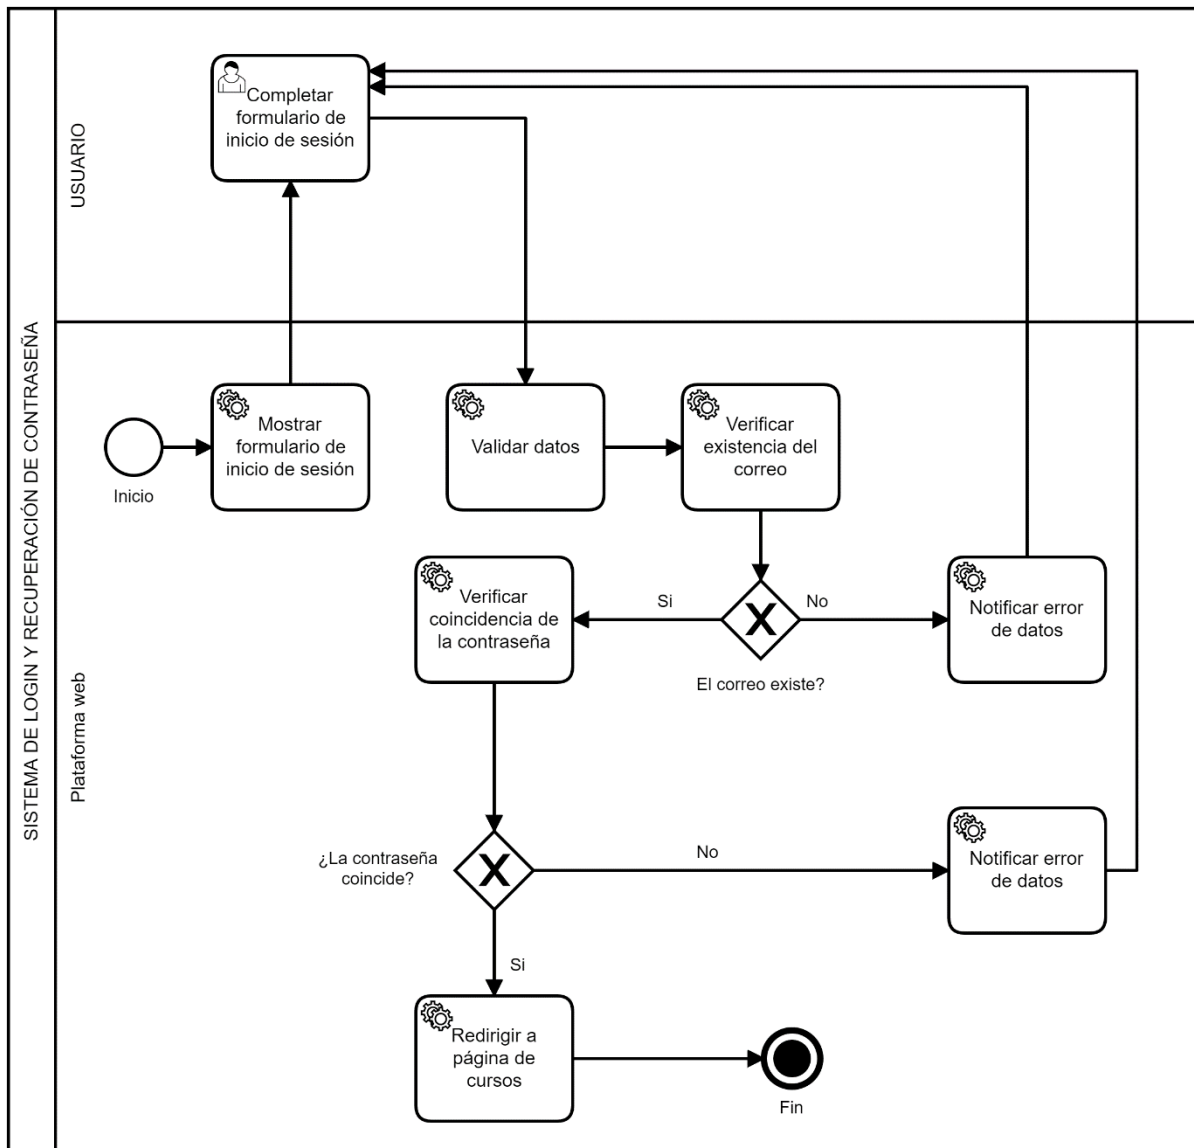 SISTEMA DE LOGIN Y RECUPERACIÓN DE CONTRASEÑA
USUARIO
Completar
formulario de
inicio de sesión
Plataforma web
Inicio
Mostrar
formulario de
inicio de sesión
Validar datos
Verificar
existencia del
correo
Verificar
coincidencia de
la contraseña
Si
No
El correo existe?
Notificar error
de datos
¿La contraseña
coincide?
No
Notificar error
de datos
Si
Redirigir a
página de
cursos
Fin